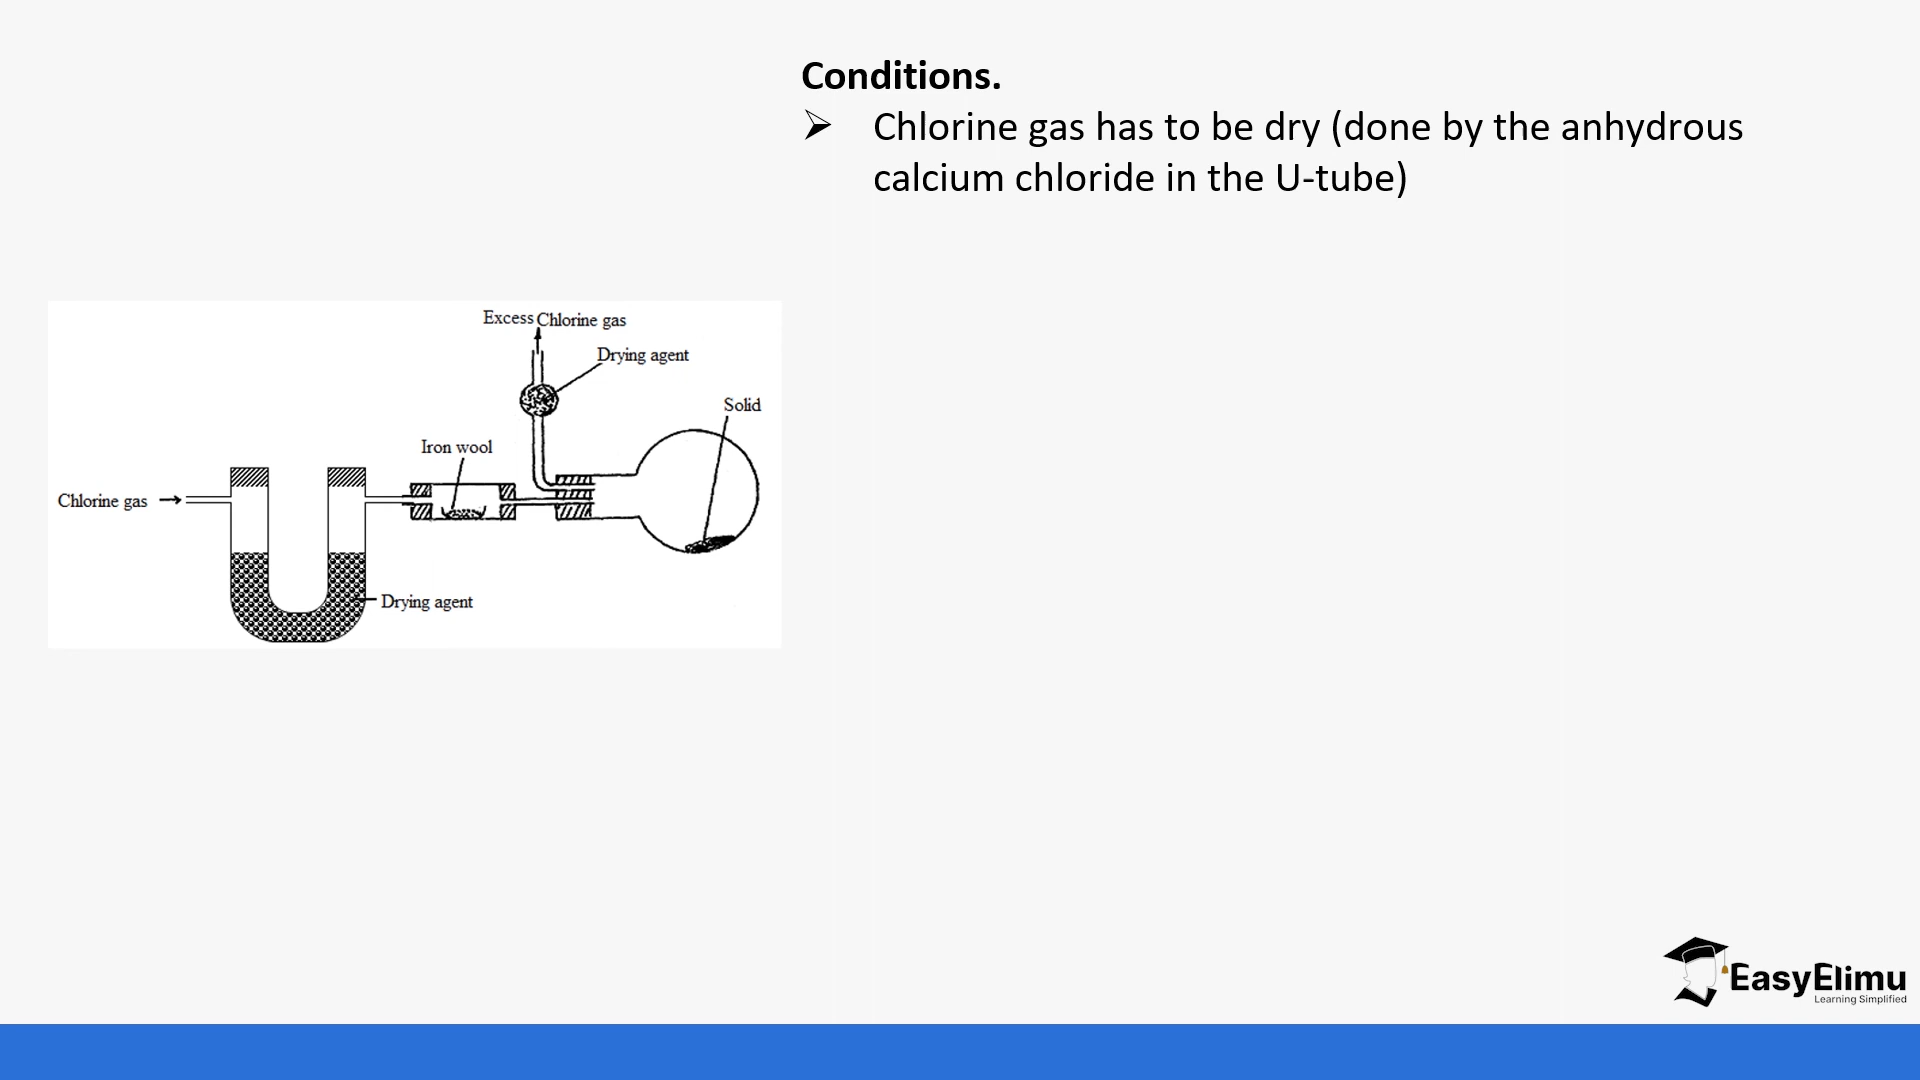 Conditions.
➢ Chlorine gas has to be dry (done by the anhydrous
calcium chloride in the U-tube)
Excess Chlorine gas
Drying agent
Solid
Iron wool
Chlorine gas
Drying agent
EasyElimu
Learning Simplified